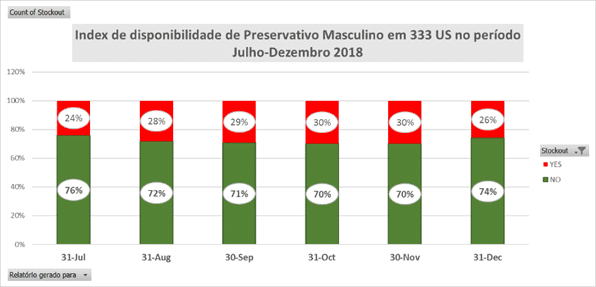 Count of Stockout
Index de disponibilidade de Preservativo Masculino em 333 US no período
Julho-Dezembro 2018
120%
100%
80%
60%
40%
20%
0%
24%
28%
29%
30%
30%
26%
76%
72%
71%
70%
70%
74%
31-Jul
31-Aug
30-Sep
31-Oct
30-Nov
31-Dec
Stockout
YES
NO
Relatório gerado para